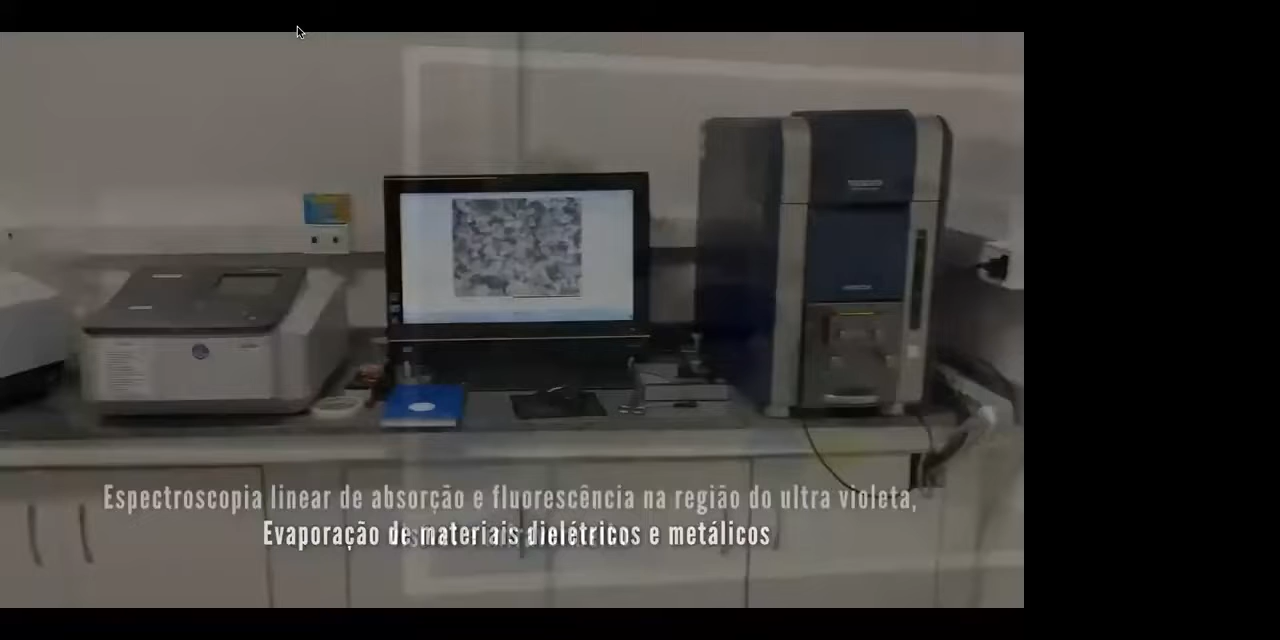 Espectroscopia linear de absorção e fluorescência na região do ultra violeta,
Evaporação de materiais dielétricos e metálicos